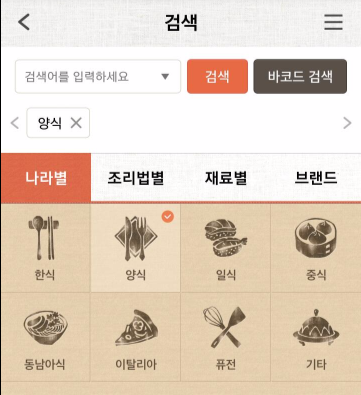 검색
검색어를 입력하세요 검색 바코드 검색
양식
나라별 조리법별 재료별 브랜드
한식 양식 일식 중식
동남아식 이탈리아 퓨전 기타